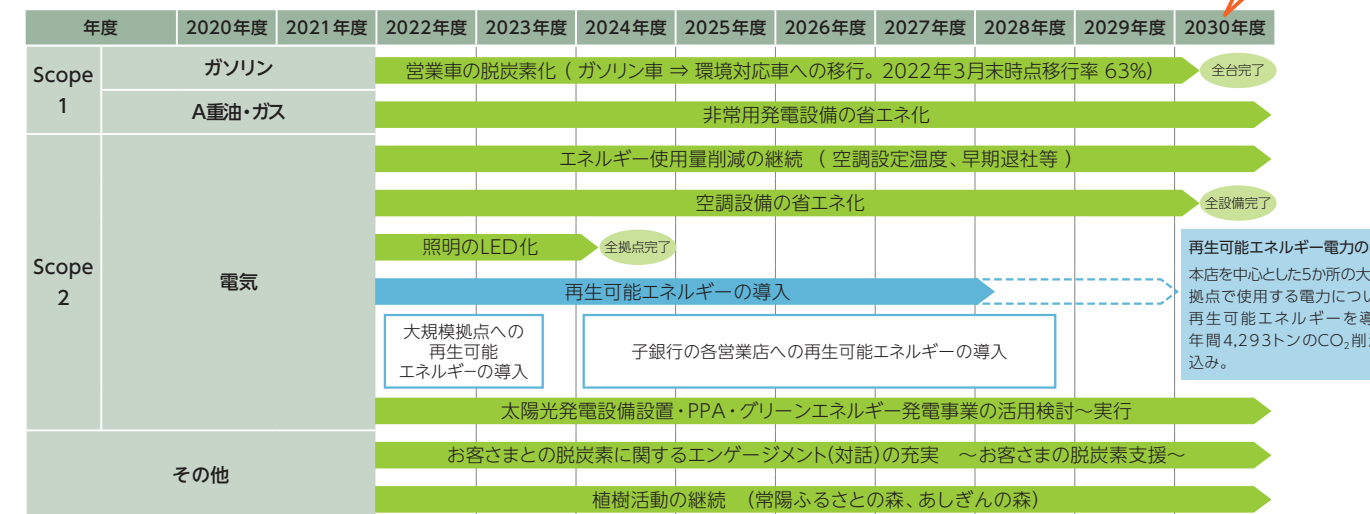 年度 2020年度 2021年度 2022年度 2023年度 2024年度 2025年度 2026年度 2027年度 2028年度 2029年度 2030年度
Scope
1
ガソリン
営業車の脱炭素化（ ガソリン車 ⇒ 環境対応車への移行。2022年3月末時点移行率 63%）
全台完了
A重油・ガス
非常用発電設備の省エネ化
Scope
2
電気
エネルギー使用量削減の継続 （ 空調設定温度、早期退社等 ）
空調設備の省エネ化
全設備完了
照明のLED化
全拠点完了
再生可能エネルギーの導入
大規模拠点への
再生可能
エネルギーの導入
子銀行の各営業店への再生可能エネルギーの導入
再生可能エネルギー電力の
本店を中心とした5か所の大
拠点で使用する電力につい
再生可能エネルギーを導
年間4,293トンのCO₂削
込み。
太陽光発電設備設置・PPA・グリーンエネルギー発電事業の活用検討～実行
その他
お客さまとの脱炭素に関するエンゲージメント(対話)の充実 ～お客さまの脱炭素支援～
植樹活動の継続 （常陽ふるさとの森、あしぎんの森）